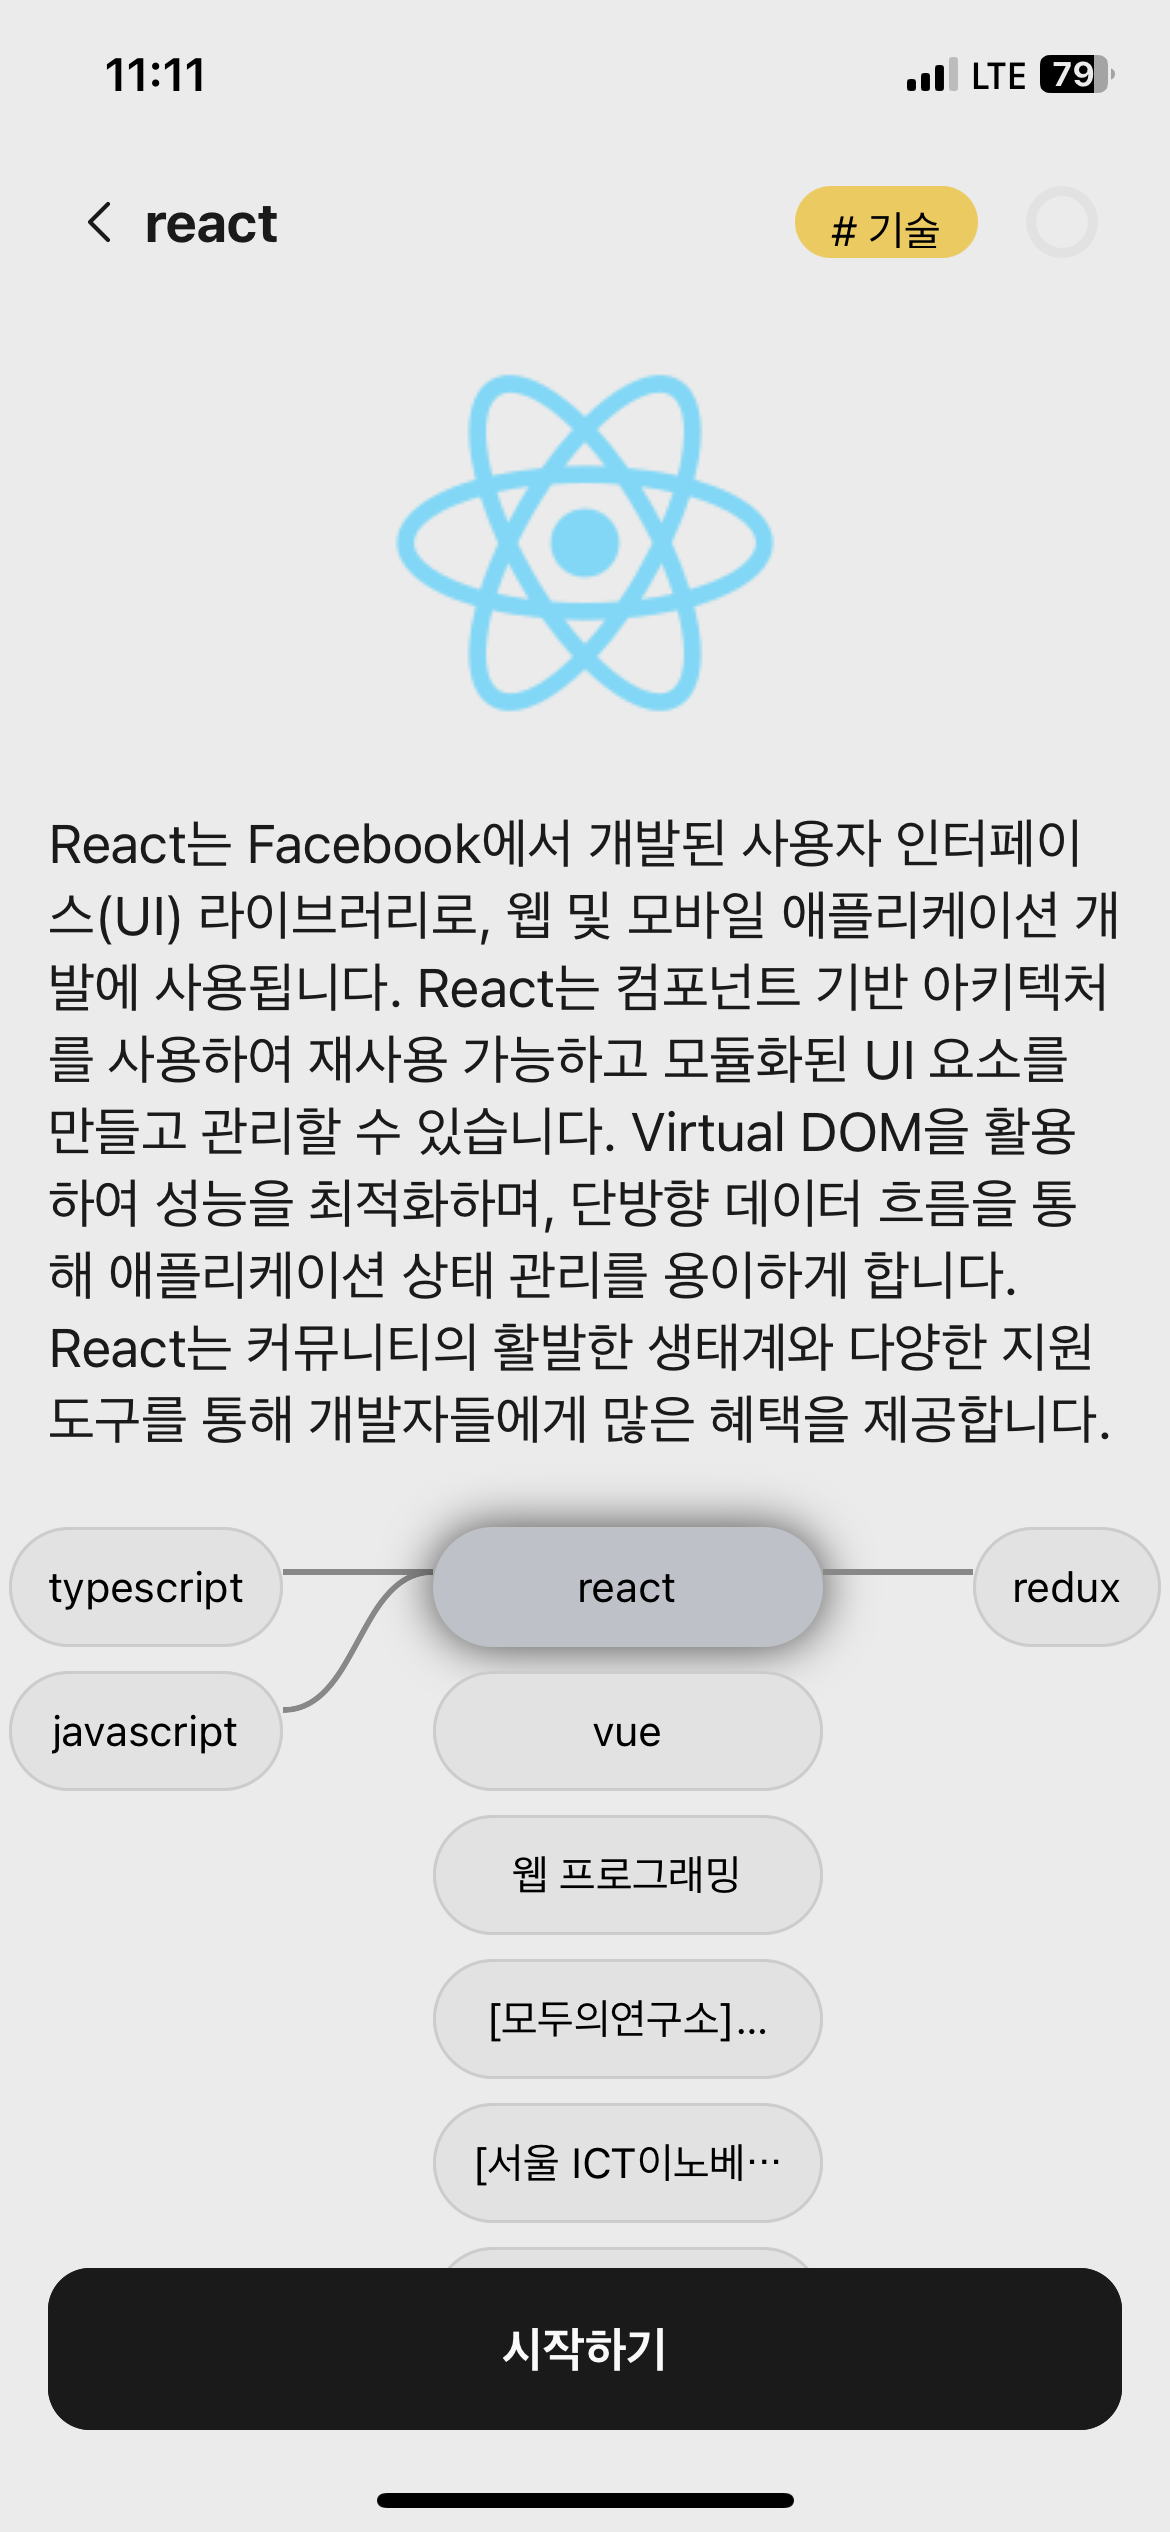 11:11
LTE 79
react
# 기술
React는 Facebook에서 개발된 사용자 인터페이
스(UI) 라이브러리로, 웹 및 모바일 애플리케이션 개
발에 사용됩니다. React는 컴포넌트 기반 아키텍처
를 사용하여 재사용 가능하고 모듈화된 UI 요소를
만들고 관리할 수 있습니다. Virtual DOM을 활용
하여 성능을 최적화하며, 단방향 데이터 흐름을 통
해 애플리케이션 상태 관리를 용이하게 합니다.
React는 커뮤니티의 활발한 생태계와 다양한 지원
도구를 통해 개발자들에게 많은 혜택을 제공합니다.
typescript
react
redux
javascript
vue
웹 프로그래밍
[모두의연구소]...
[서울 ICT이노베…
시작하기